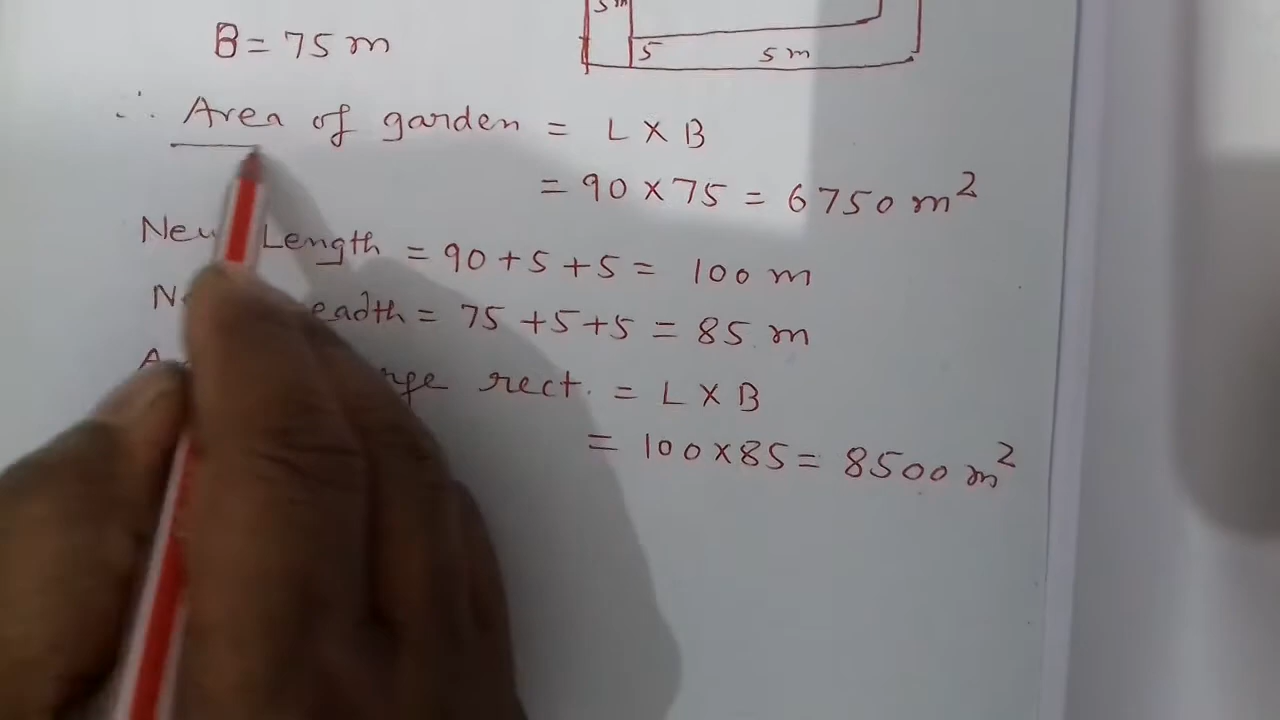 5m
B = 75 m
5 5 m
∴ Area of garden = L × B
= 90 × 75 = 6750 m²
Length = 90 + 5 + 5 = 100 m
= 75 + 5 + 5 = 85 m
rect. = L × B
= 100 × 85 = 8500 m²